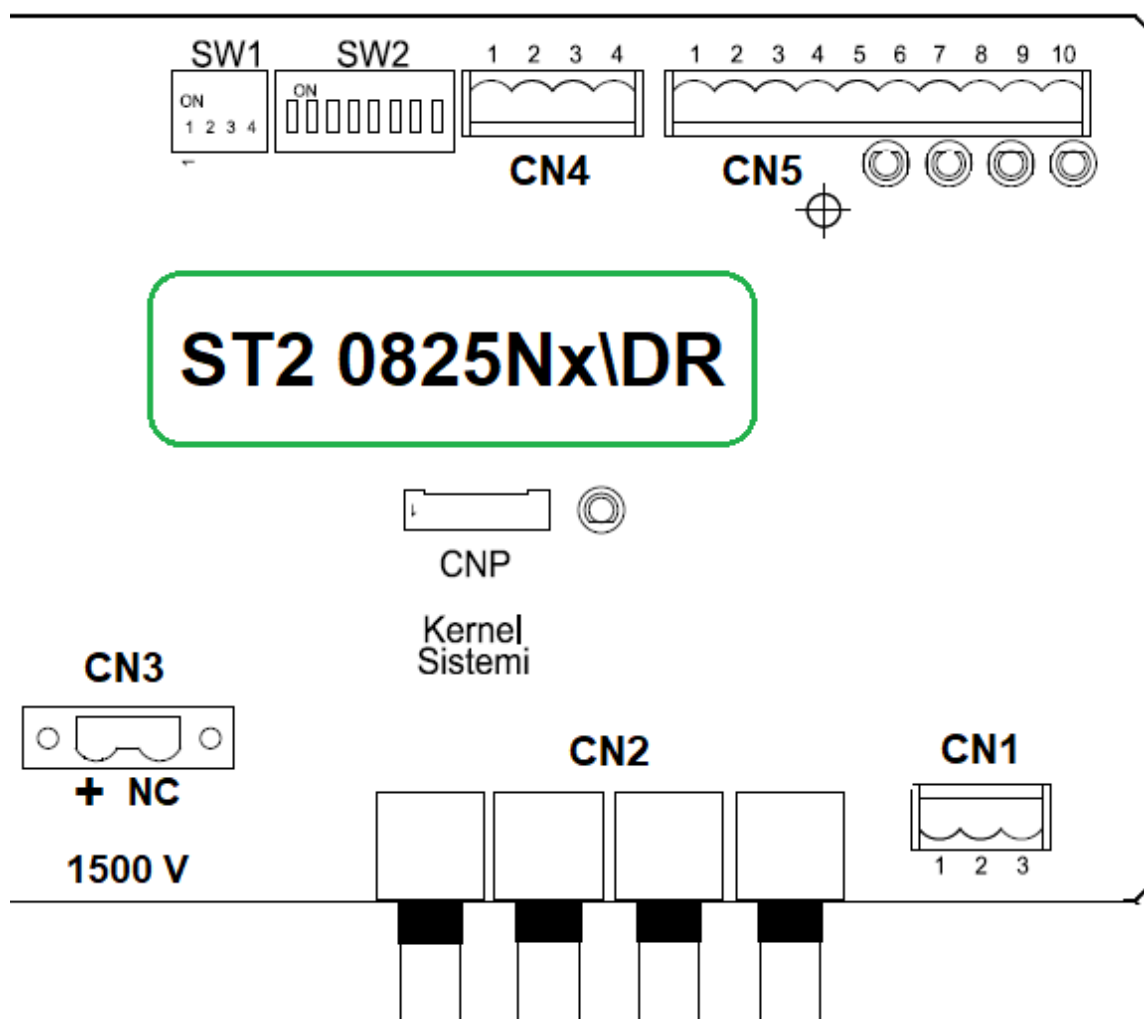 SW1 SW2 1 2 3 4 1 2 3 4 5 6 7 8 9 10
ON ON
1 2 3 4
1
CN4 CN5
ST2 0825Nx\DR
1
CNP
Kernel
Sistemi
CN3
+ NC
1500 V
CN2
CN1
1 2 3